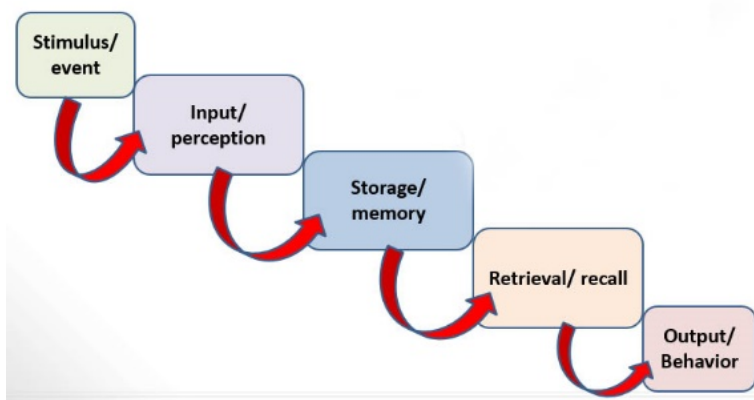 Stimulus/
event
Input/
perception
Storage/
memory
Retrieval/ recall
Output/
Behavior